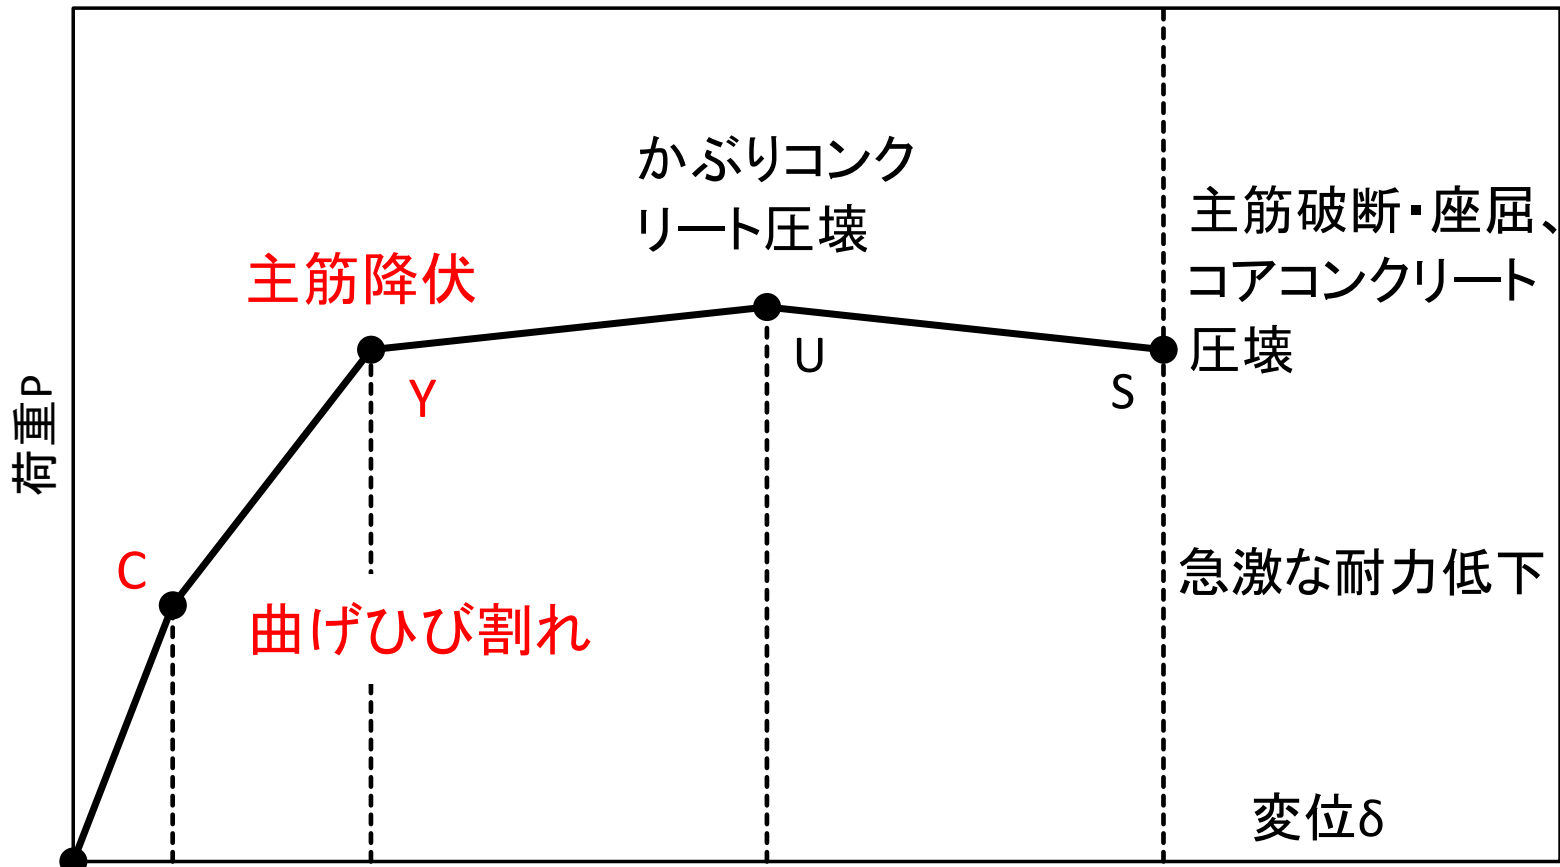 かぶりコンク
リート圧壊
主筋破断・座屈、
コアコンクリート
圧壊
主筋降伏
U
Y
S
荷重P
C
曲げひび割れ
急激な耐力低下
変位δ